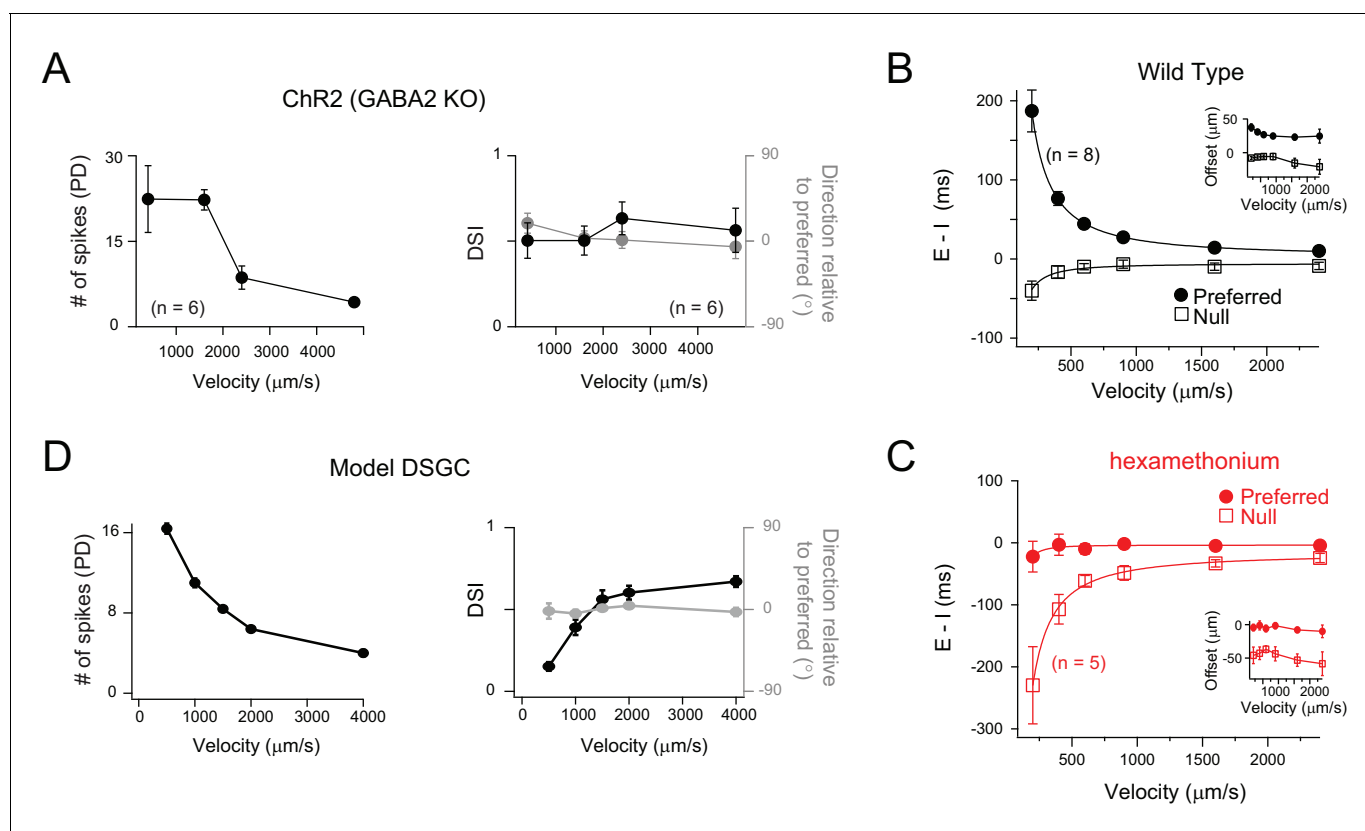 A
ChR2 (GABA2 KO)
# of spikes (PD)
30
15
0
(n = 6)
1000 2000 3000 4000
Velocity (μm/s)
DSI
1
0
(n = 6)
90
0
-90
Direction relative
to preferred (°)
1000 2000 3000 4000
Velocity (μm/s)
B
Wild Type
E - I (ms)
200
100
0
-100
(n = 8)
Preferred
Null
500 1000 1500 2000
Velocity (μm/s)
Offset (μm)
50
0
1000 2000
Velocity (μm/s)
D
Model DSGC
# of spikes (PD)
16
8
0
0 1000 2000 3000 4000
Velocity (μm/s)
DSI
1
0
90
0
-90
Direction relative
to preferred (°)
0 1000 2000 3000 4000
Velocity (μm/s)
C
hexamethonium
E - I (ms)
100
0
-100
-200
-300
Preferred
Null
(n = 5)
500 1000 1500 2000
Velocity (μm/s)
Offset (μm)
0
-50
1000 2000
Velocity (μm/s)